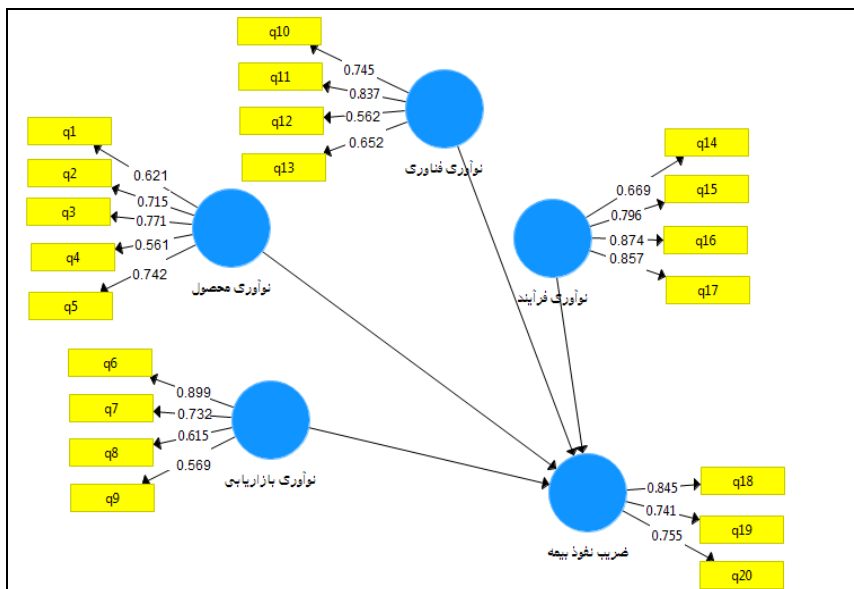 q10
q11
q12
q13
0.745
0.837
0.562
0.652
نوآوری فناوری
q1
q2
q3
q4
q5
0.621
0.715
0.771
0.561
0.742
نوآوری محصول
q14
q15
q16
q17
0.669
0.796
0.874
0.857
نوآوری فرآیند
q6
q7
q8
q9
0.899
0.732
0.615
0.569
نوآوری بازاریابی
q18
q19
q20
0.845
0.741
0.755
ضریب نفوذ بیمه